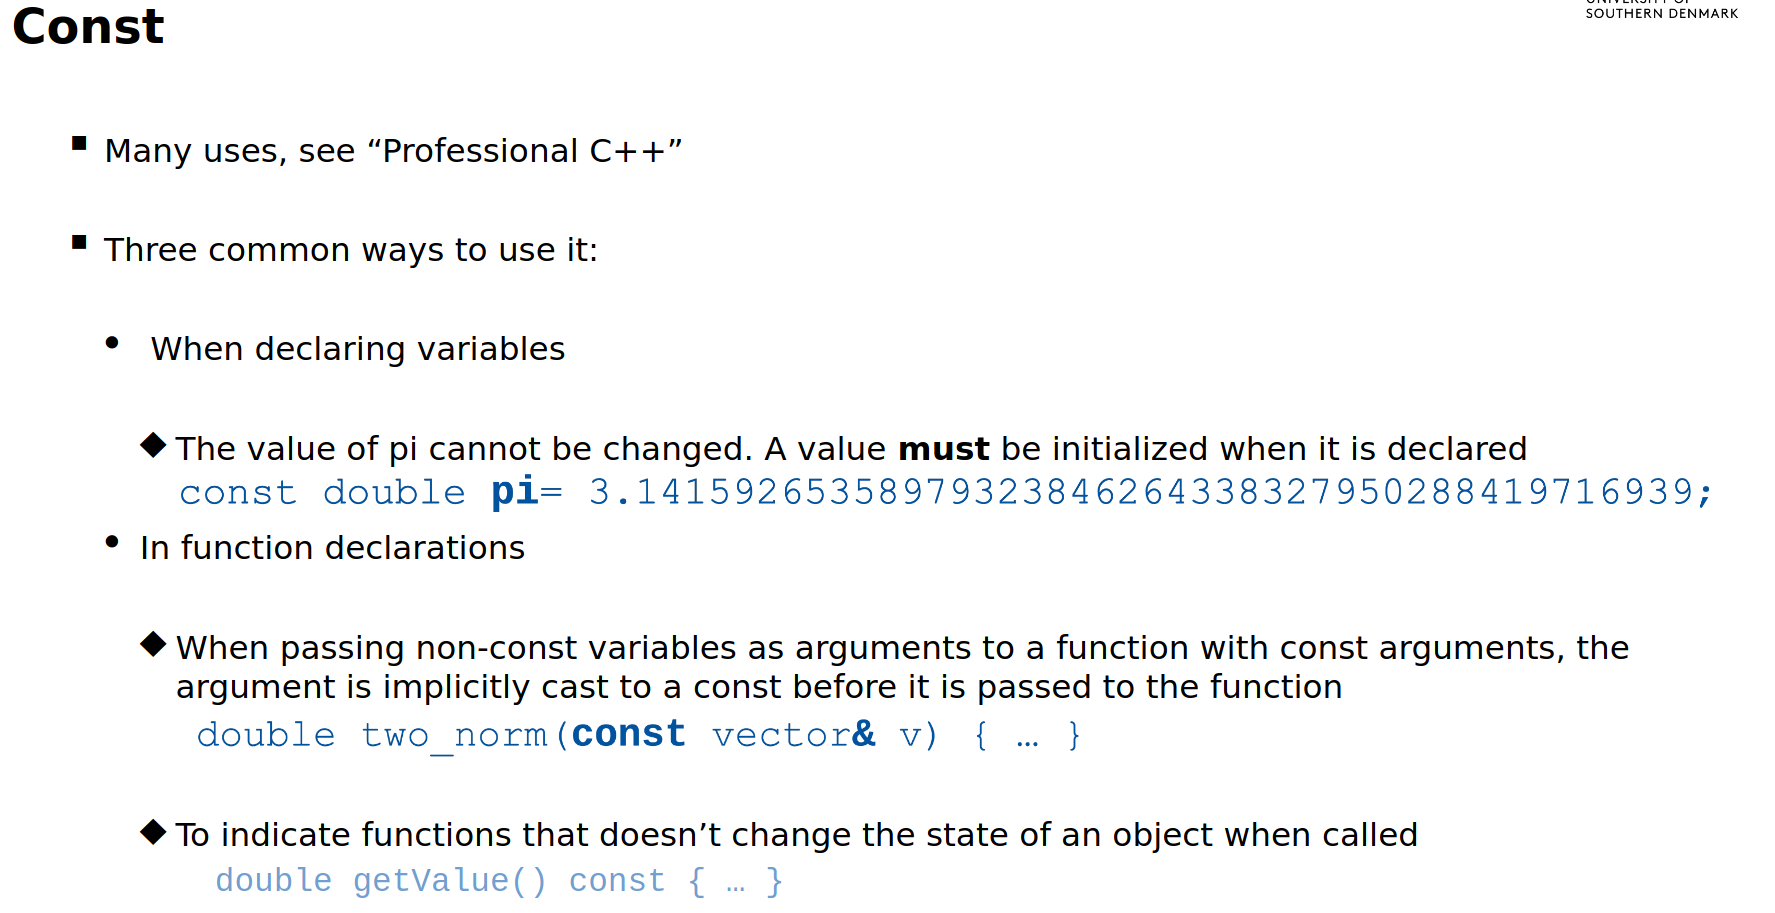 Const
UNIVERSITY OF
SOUTHERN DENMARK
Many uses, see “Professional C++”
Three common ways to use it:
When declaring variables
The value of pi cannot be changed. A value must be initialized when it is declared
const double pi= 3.141592653589793238462643383279502884197​16939;
In function declarations
When passing non-const variables as arguments to a function with const arguments, the
argument is implicitly cast to a const before it is passed to the function
double two_norm(const vector& v) { … }
To indicate functions that doesn’t change the state of an object when called
double getValue() const { … }